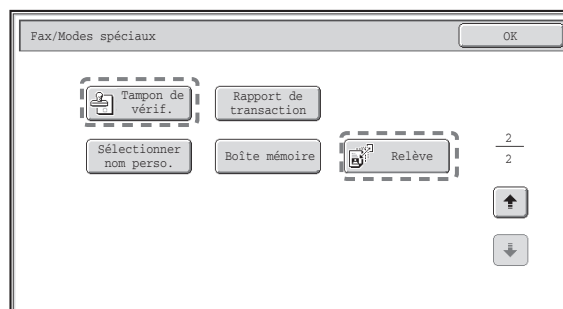 Fax/Modes spéciaux
OK
Tampon de
vérif.
Rapport de
transaction
Sélectionner
nom perso.
Boîte mémoire
Relève
2
2